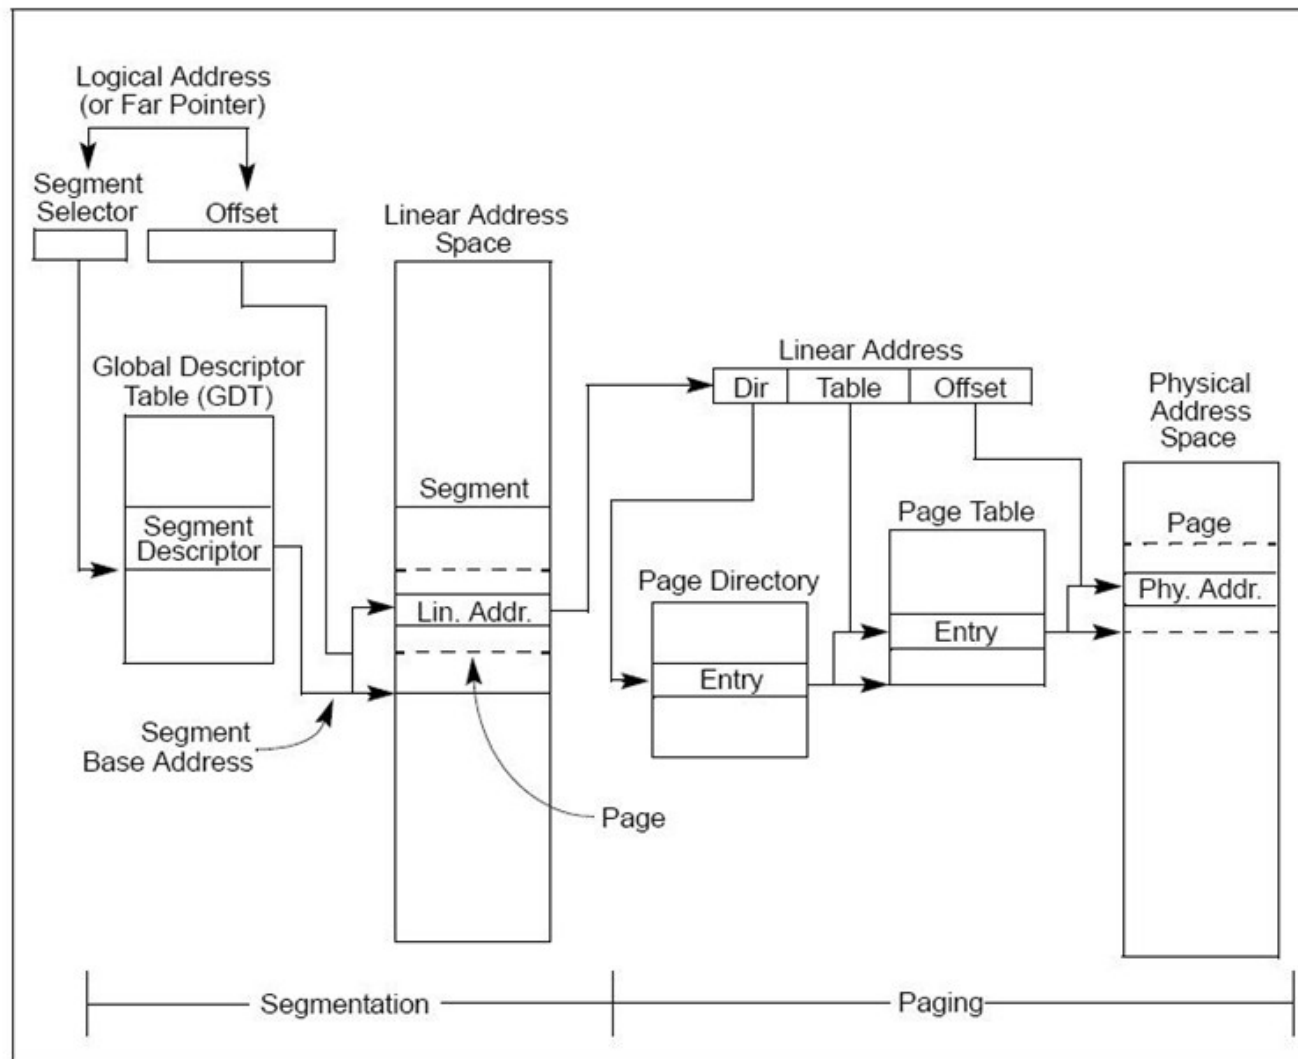 Logical Address
(or Far Pointer)
Segment
Selector
Offset
Linear Address
Space
Global Descriptor
Table (GDT)
Segment
Descriptor
Segment
Lin. Addr.
Segment
Base Address
Page
Linear Address
Dir
Table
Offset
Page Directory
Entry
Page Table
Entry
Physical
Address
Space
Page
Phy. Addr.
Segmentation
Paging